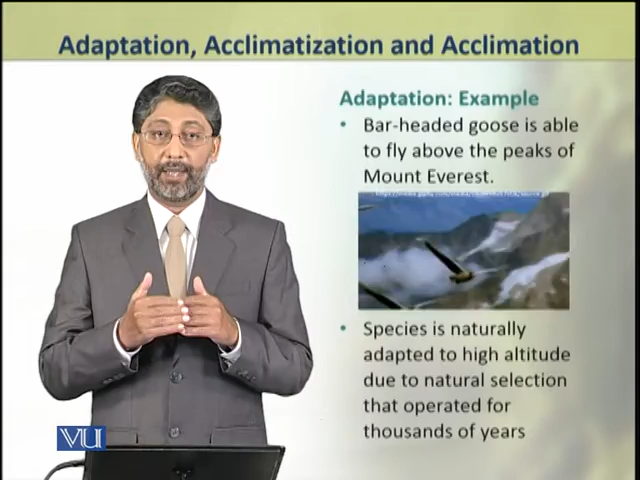 Adaptation, Acclimatization and Acclimation
Adaptation: Example
• Bar-headed goose is able
to fly above the peaks of
Mount Everest.
• Species is naturally
adapted to high altitude
due to natural selection
that operated for
thousands of years
VU